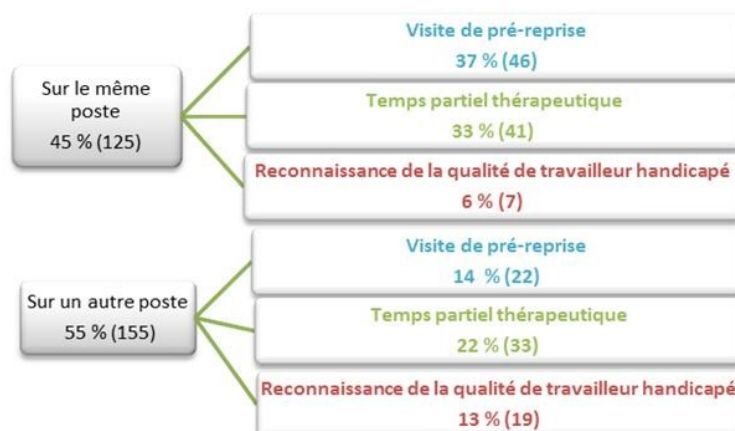 Sur le même
poste
45 % (125)
Visite de pré-reprise
37 % (46)
Temps partiel thérapeutique
33 % (41)
Reconnaissance de la qualité de travailleur handicapé
6 % (7)
Sur un autre poste
55 % (155)
Visite de pré-reprise
14 % (22)
Temps partiel thérapeutique
22 % (33)
Reconnaissance de la qualité de travailleur handicapé
13 % (19)